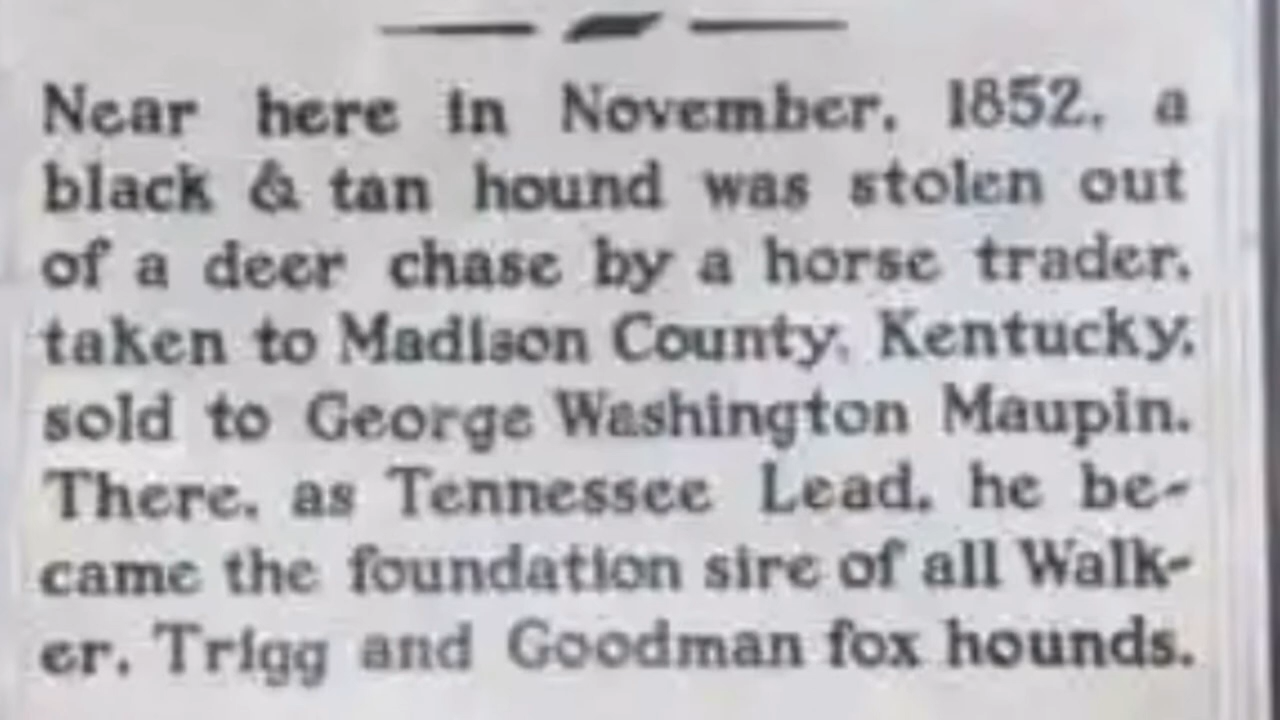 Near here in November, 1852, a
black & tan hound was stolen out
of a deer chase by a horse trader,
taken to Madison County, Kentucky,
sold to George Washington Maupin.
There, as Tennessee Lead, he be-
came the foundation sire of all Walk-
er, Trigg and Goodman fox hounds.